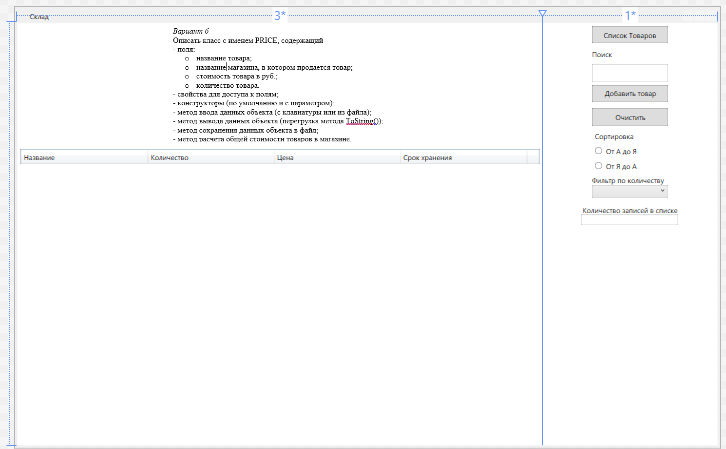 3*
1*
Склад
Вариант 6
Описать класс с именем PRICE, содержащий
- поля:
o название товара;
o название магазина, в котором продается товар;
o стоимость товара в руб.;
o количество товара.
- свойства для доступа к полям;
- конструкторы (по умолчанию и с параметром);
- метод ввода данных объекта (с клавиатуры или из файла);
- метод вывода данных объекта (перегрузка метода ToString());
- метод сохранения данных объекта в файл;
- метод расчета общей стоимости товаров в магазине.
Название Количество Цена Срок хранения
Список Товаров
Поиск
Добавить товар
Очистить
Сортировка
От А до Я
От Я до А
Фильтр по количеству
Количество записей в списке